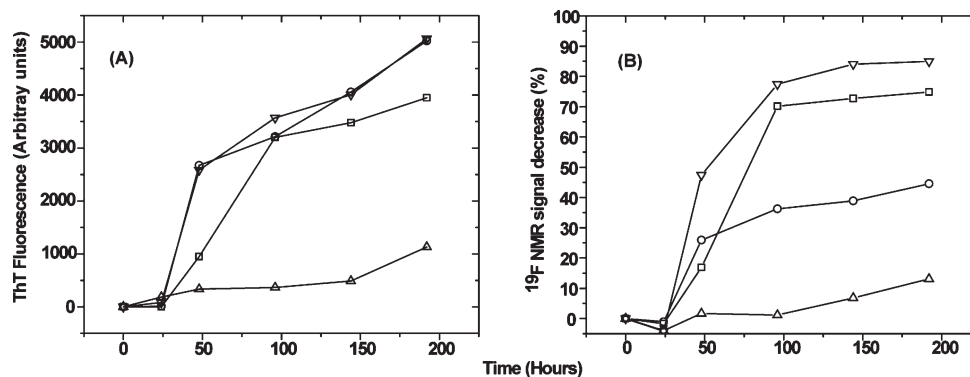 (A)
ThT Fluorescence (Arbitray units)
5000
4000
3000
2000
1000
0
0 50 100 150 200
(B)
19F NMR signal decrease (%)
100
90
80
70
60
50
40
30
20
10
0
0 50 100 150 200
Time (Hours)